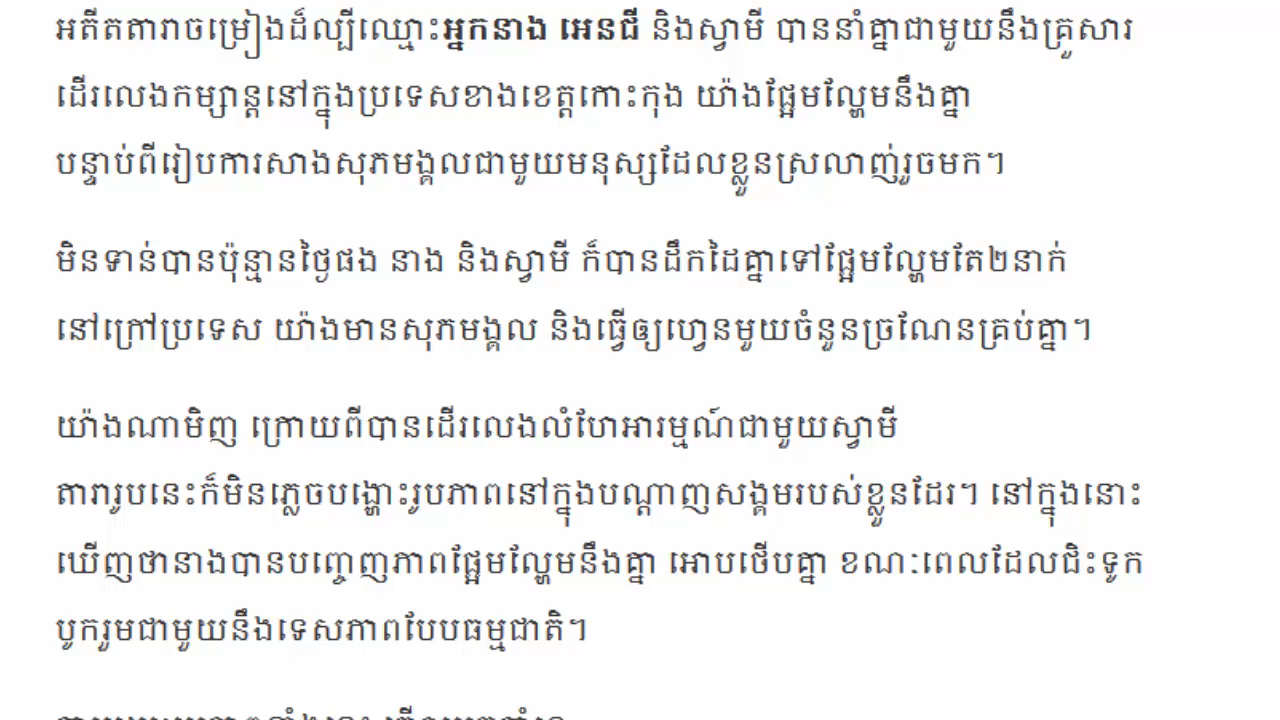 អតីតតារាចម្រៀងដ៏ល្បីឈ្មោះអ្នកនាង អេនជី និងស្វាមី បាននាំគ្នាជាមួយនឹងគ្រួសារ
ដើរលេងកម្សាន្តនៅក្នុងប្រទេសខាងខេត្តកោះកុង យ៉ាងផ្អែមល្ហែមនឹងគ្នា
បន្ទាប់ពីរៀបការសាងសុភមង្គលជាមួយមនុស្សដែលខ្លួនស្រលាញ់រួចមក។
មិនទាន់បានប៉ុន្មានថ្ងៃផង នាង និងស្វាមី ក៏បានដឹកដៃគ្នាទៅផ្អែមល្ហែមតែ២នាក់
នៅក្រៅប្រទេស យ៉ាងមានសុភមង្គល និងធ្វើឲ្យហ្វេនមួយចំនួនច្រណែនគ្រប់គ្នា។
យ៉ាងណាមិញ ក្រោយពីបានដើរលេងលំហែអារម្មណ៍ជាមួយស្វាមី
តារារូបនេះក៏មិនភ្លេចបង្ហោះរូបភាពនៅក្នុងបណ្តាញសង្គមរបស់ខ្លួនដែរ។ នៅក្នុងនោះ
ឃើញថានាងបានបញ្ចេញភាពផ្អែមល្ហែមនឹងគ្នា អោបថើបគ្នា ខណៈពេលដែលជិះទូក
បូករួមជាមួយនឹងទេសភាពបែបធម្មជាតិ។